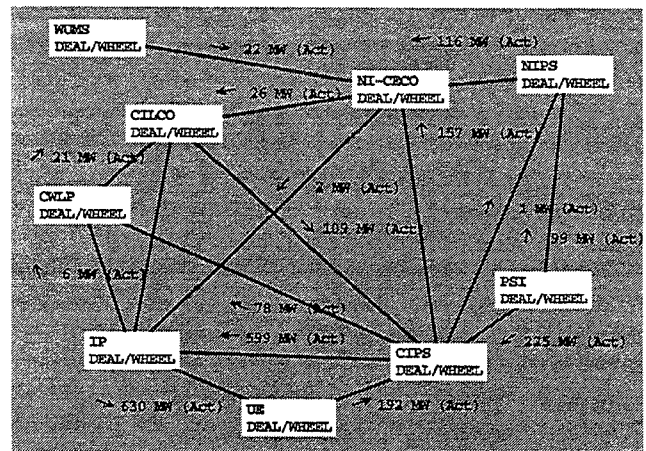 WUMS
DEAL/WHEEL
22 MW (Act)
116 MW (Act)
NI-CECO
DEAL/WHEEL
NIPS
DEAL/WHEEL
26 MW (Act)
CILCO
DEAL/WHEEL
157 MW (Act)
21 MW (Act)
CWLP
DEAL/WHEEL
2 MW (Act)
109 MW (Act)
1 MW (Act)
99 MW (Act)
6 MW (Act)
PSI
DEAL/WHEEL
78 MW (Act)
599 MW (Act)
IP
DEAL/WHEEL
CIPS
DEAL/WHEEL
225 MW (Act)
630 MW (Act)
UE
DEAL/WHEEL
192 MW (Act)